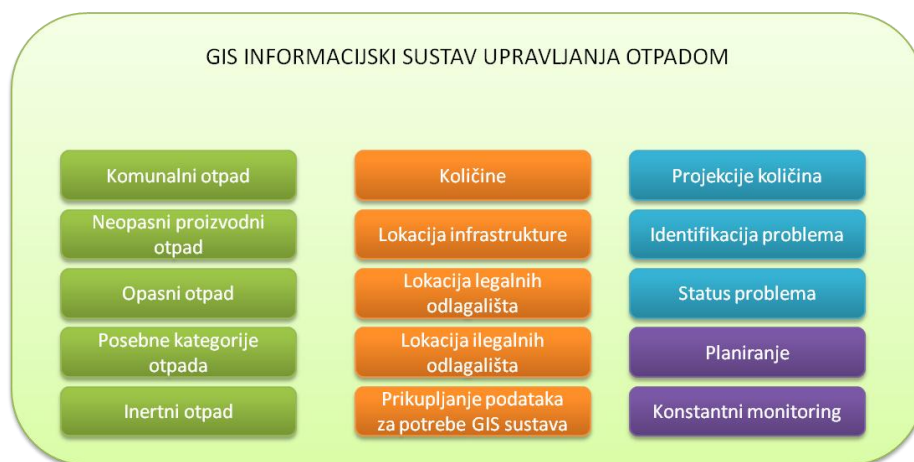 GIS INFORMACIJSKI SUSTAV UPRAVLJANJA OTPADOM
Komunalni otpad
Neopasni proizvodni
otpad
Opasni otpad
Posebne kategorije
otpada
Inertni otpad
Količine
Lokacija infrastrukture
Lokacija legalnih
odlagališta
Lokacija ilegalnih
odlagališta
Prikupljanje podataka
za potrebe GIS sustava
Projekcije količina
Identifikacija problema
Status problema
Planiranje
Konstantni monitoring